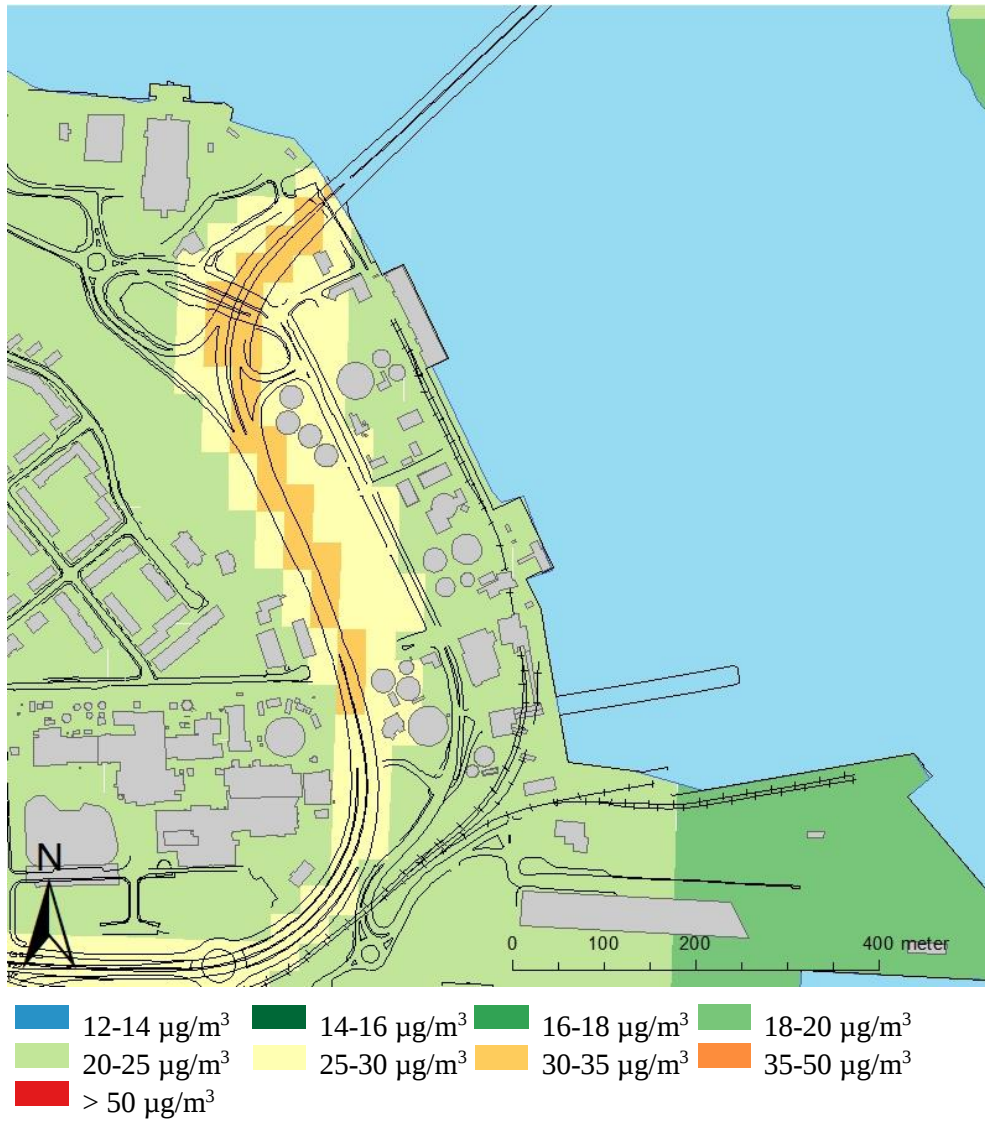 N
0 100 200 400 meter
12-14 µg/m³ 14-16 µg/m³ 16-18 µg/m³ 18-20 µg/m³
20-25 µg/m³ 25-30 µg/m³ 30-35 µg/m³ 35-50 µg/m³
> 50 µg/m³